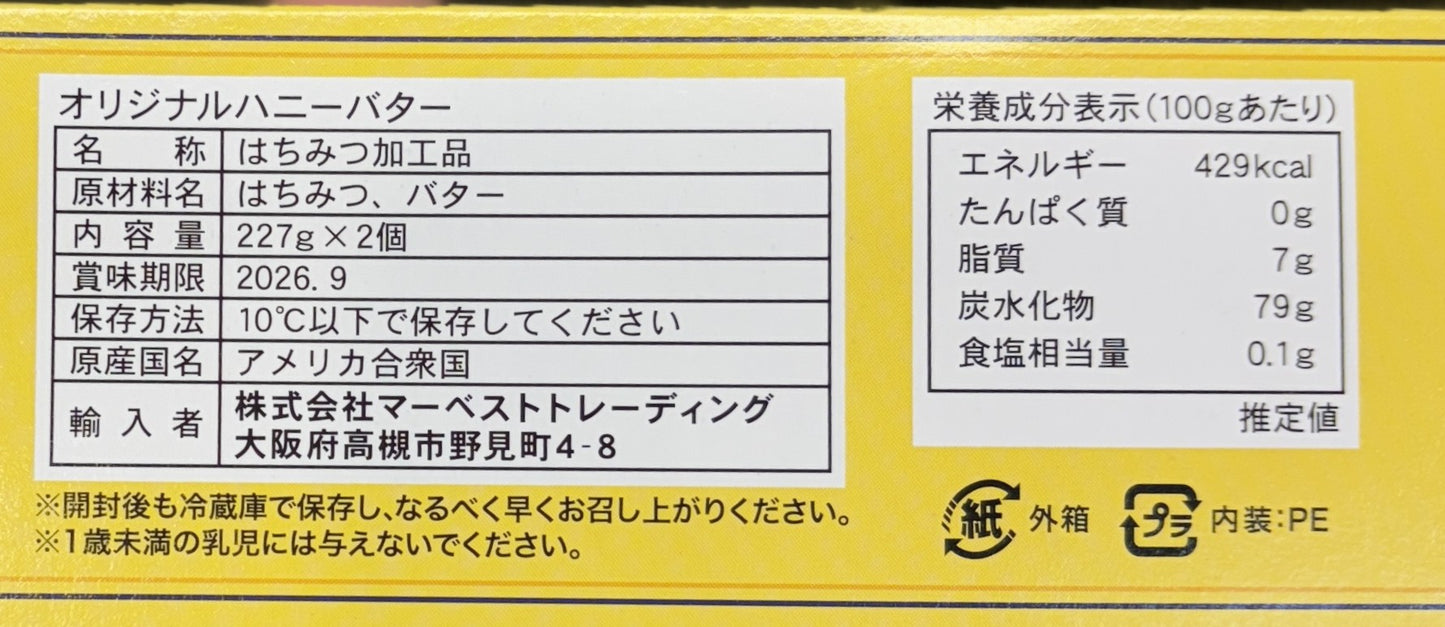 オリジナルハニーバター
名称 はちみつ加工品
原材料名 はちみつ、バター
内容量 227g×2個
賞味期限 2026.9
保存方法 10℃以下で保存してください
原産国名 アメリカ合衆国
輸入者 株式会社マーベストトレーディング
大阪府高槻市野見町4-8
※開封後も冷蔵庫で保存し、なるべく早くお召し上がりください。
※1歳未満の乳児には与えないでください。
栄養成分表示(100gあたり)
エネルギー 429kcal
たんぱく質 0g
脂質 7g
炭水化物 79g
食塩相当量 0.1g
推定値
紙 外箱
プラ 内装:PE